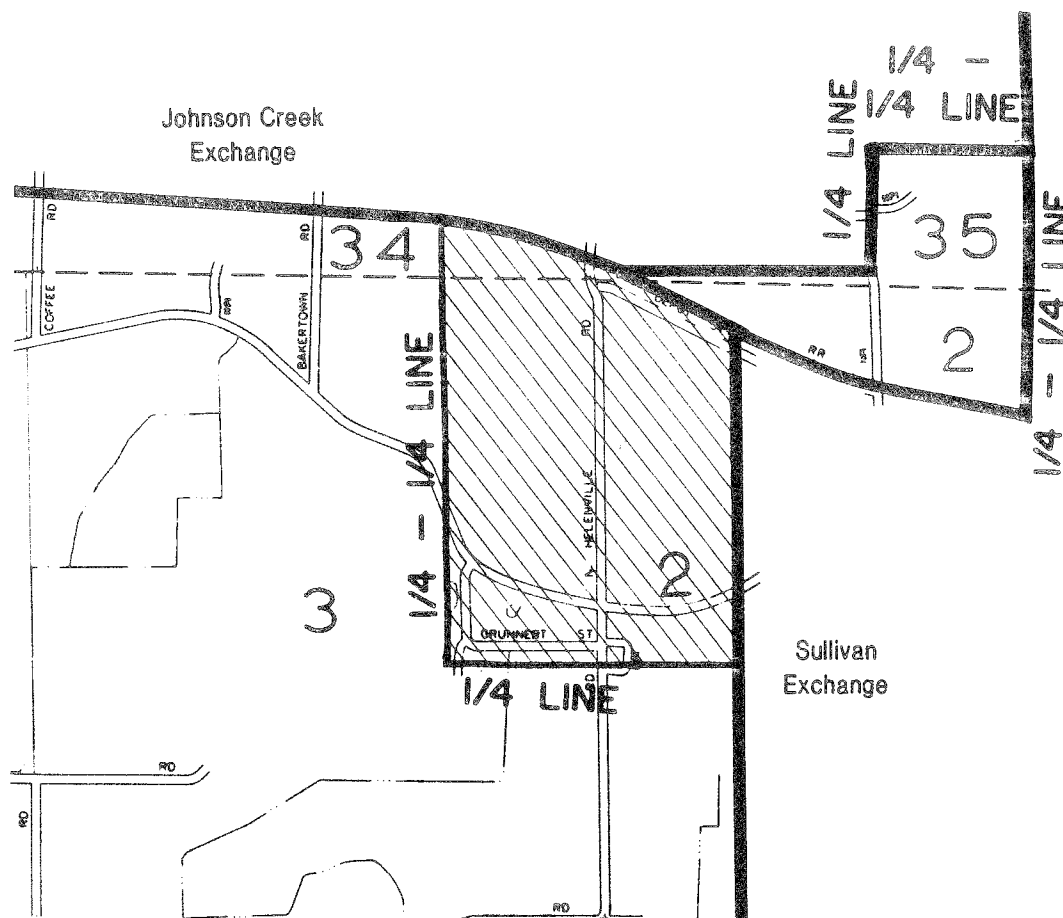 1/4 -
1/4 LINE
1/4 LINE
Johnson Creek
Exchange
RD
RD
34
35
1/4 - 1/4 LINE
COFFEE
BAKERTOWN
RD
RR
2
1/4 - 1/4 LINE
HELENVILLE
2
3
GRUNNERT ST
RD
1/4 LINE
Sullivan
Exchange
RD
RD
RD